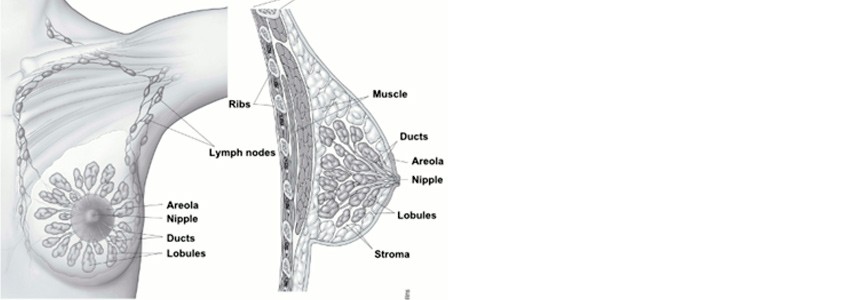 Ribs
Muscle
Lymph nodes
Ducts
Areola
Nipple
Lobules
Stroma
Areola
Nipple
Ducts
Lobules